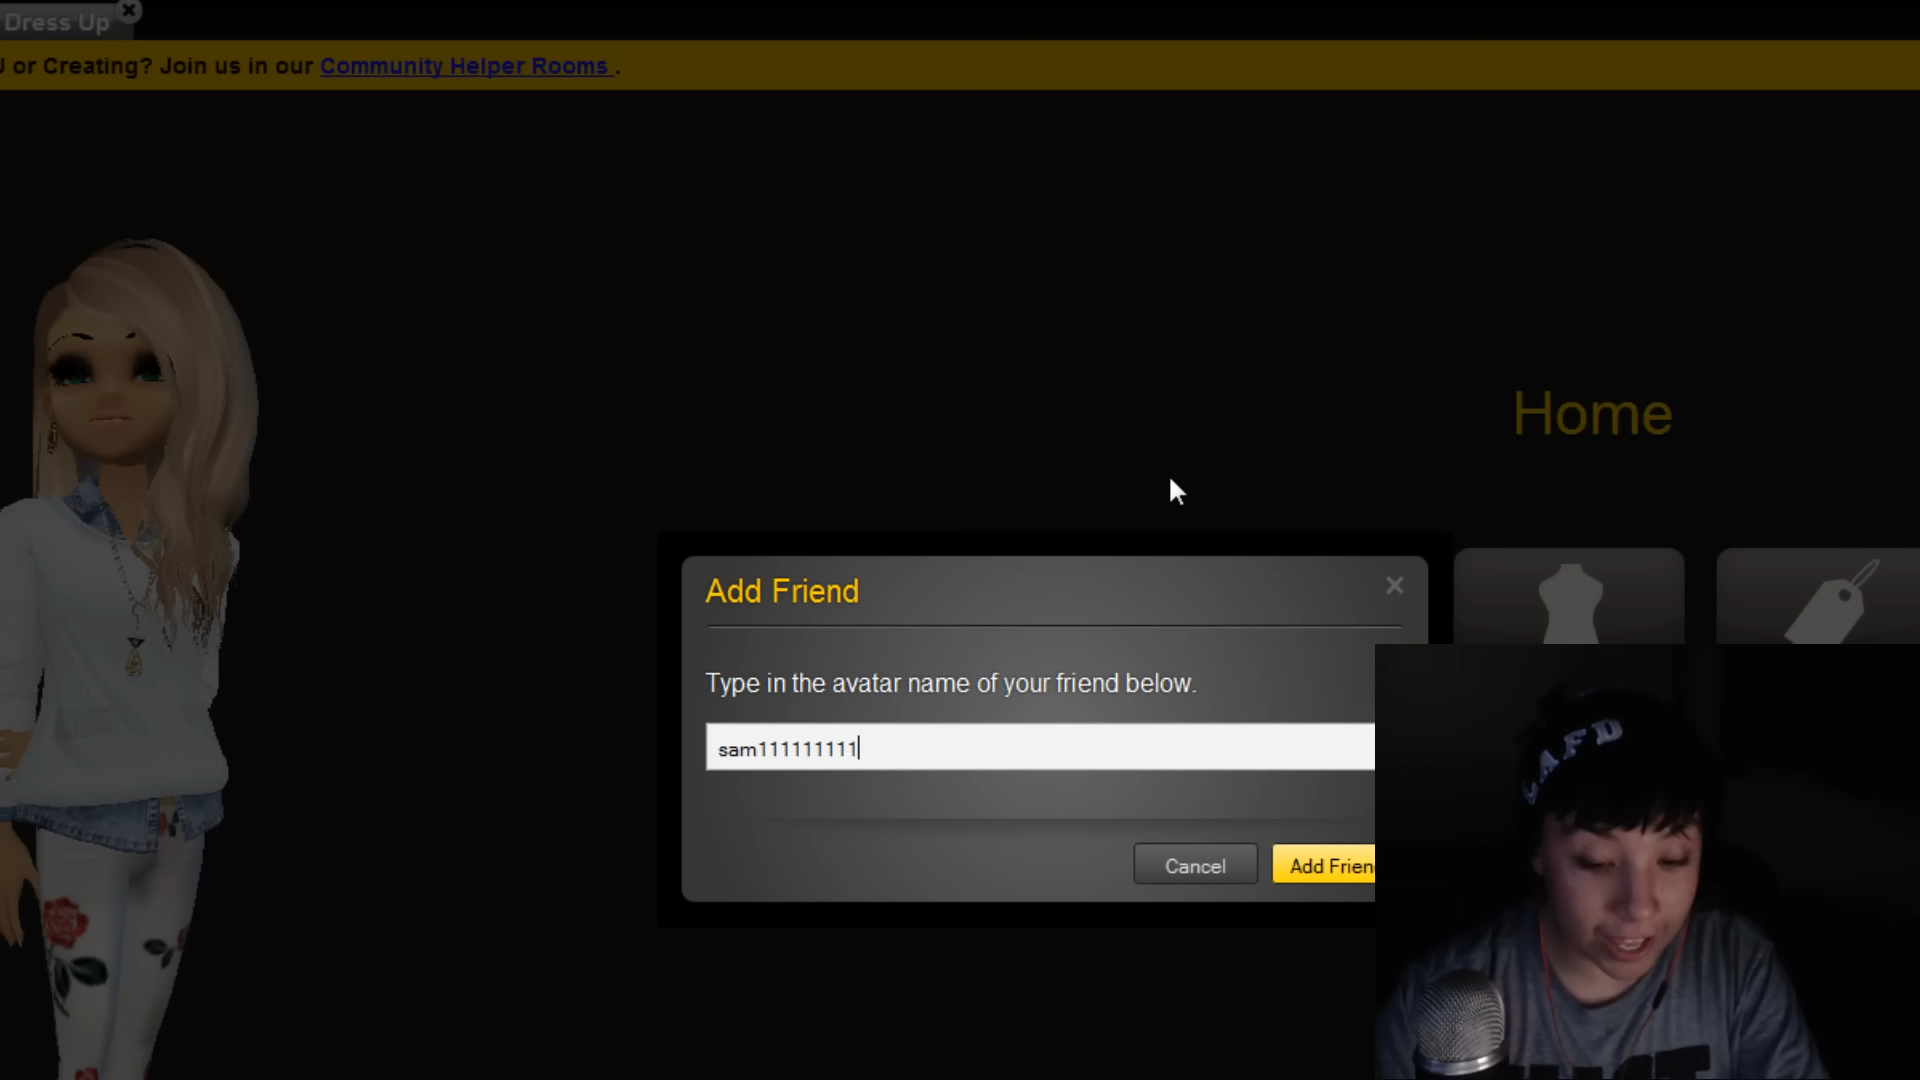 Dress Up
U or Creating? Join us in our Community Helper Rooms .
Home
Add Friend
Type in the avatar name of your friend below.
sam111111111
Cancel
Add Frien
LAFD